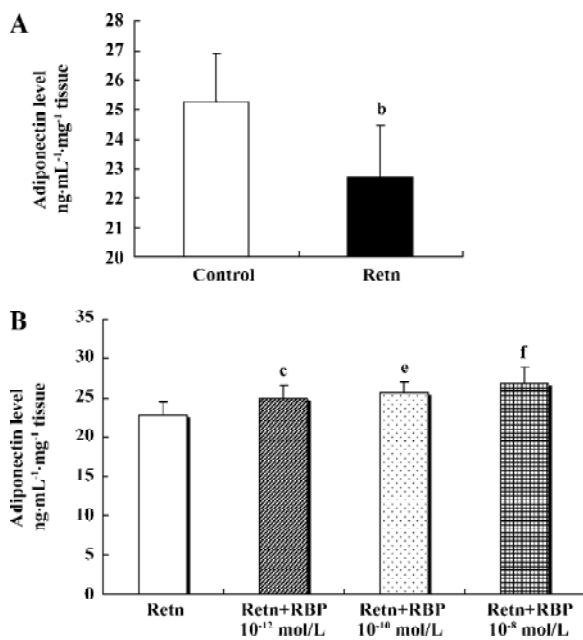 A
Adiponectin level
ng·mL⁻¹·mg⁻¹ tissue
28
27
26
25
24
23
22
21
20
b
Control Retn
B
Adiponectin level
ng·mL⁻¹·mg⁻¹ tissue
35
30
25
20
15
10
5
0
c
e
f
Retn Retn+RBP Retn+RBP Retn+RBP
10⁻¹² mol/L 10⁻¹⁰ mol/L 10⁻⁸ mol/L